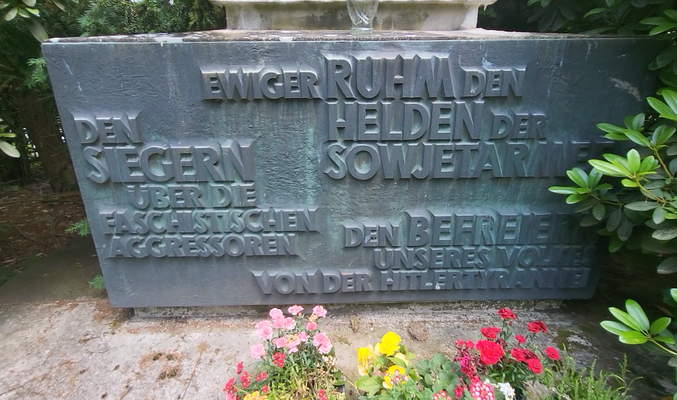 EWIGER RUHM DEN
HELDEN DER
SOWJETARMEE
DEN
SIEGERN
ÜBER DIE
FASCHISTISCHEN
AGGRESSOREN
DEN BEFREIERN
UNSERES VOLKES
VON DER HITLERTYRANNEI